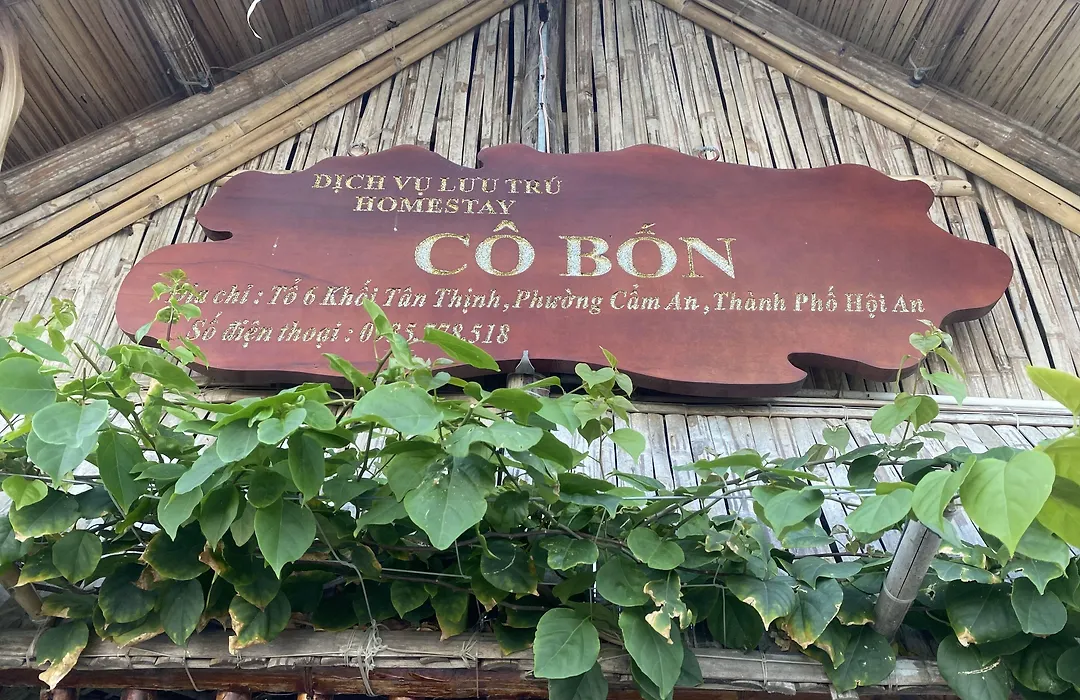 DỊCH VỤ LƯU TRÚ
HOMESTAY
CÔ BỐN
Địa chỉ : Tổ 6 Khối Tân Thịnh,Phường Cẩm An,Thành Phố Hội An
Số điện thoại :